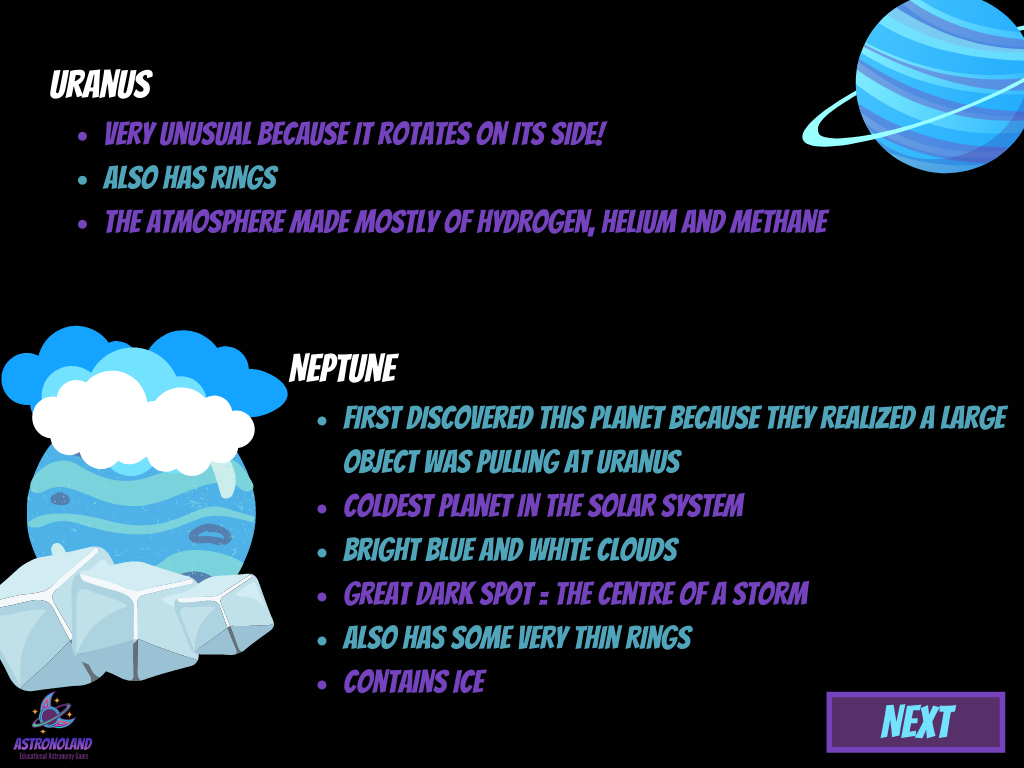 URANUS
• VERY UNUSUAL BECAUSE IT ROTATES ON ITS SIDE!
• ALSO HAS RINGS
• THE ATMOSPHERE MADE MOSTLY OF HYDROGEN, HELIUM AND METHANE
NEPTUNE
• FIRST DISCOVERED THIS PLANET BECAUSE THEY REALIZED A LARGE
OBJECT WAS PULLING AT URANUS
• COLDEST PLANET IN THE SOLAR SYSTEM
• BRIGHT BLUE AND WHITE CLOUDS
• GREAT DARK SPOT = THE CENTRE OF A STORM
• ALSO HAS SOME VERY THIN RINGS
• CONTAINS ICE
NEXT
ASTRONOLAND
Educational Astronomy Game